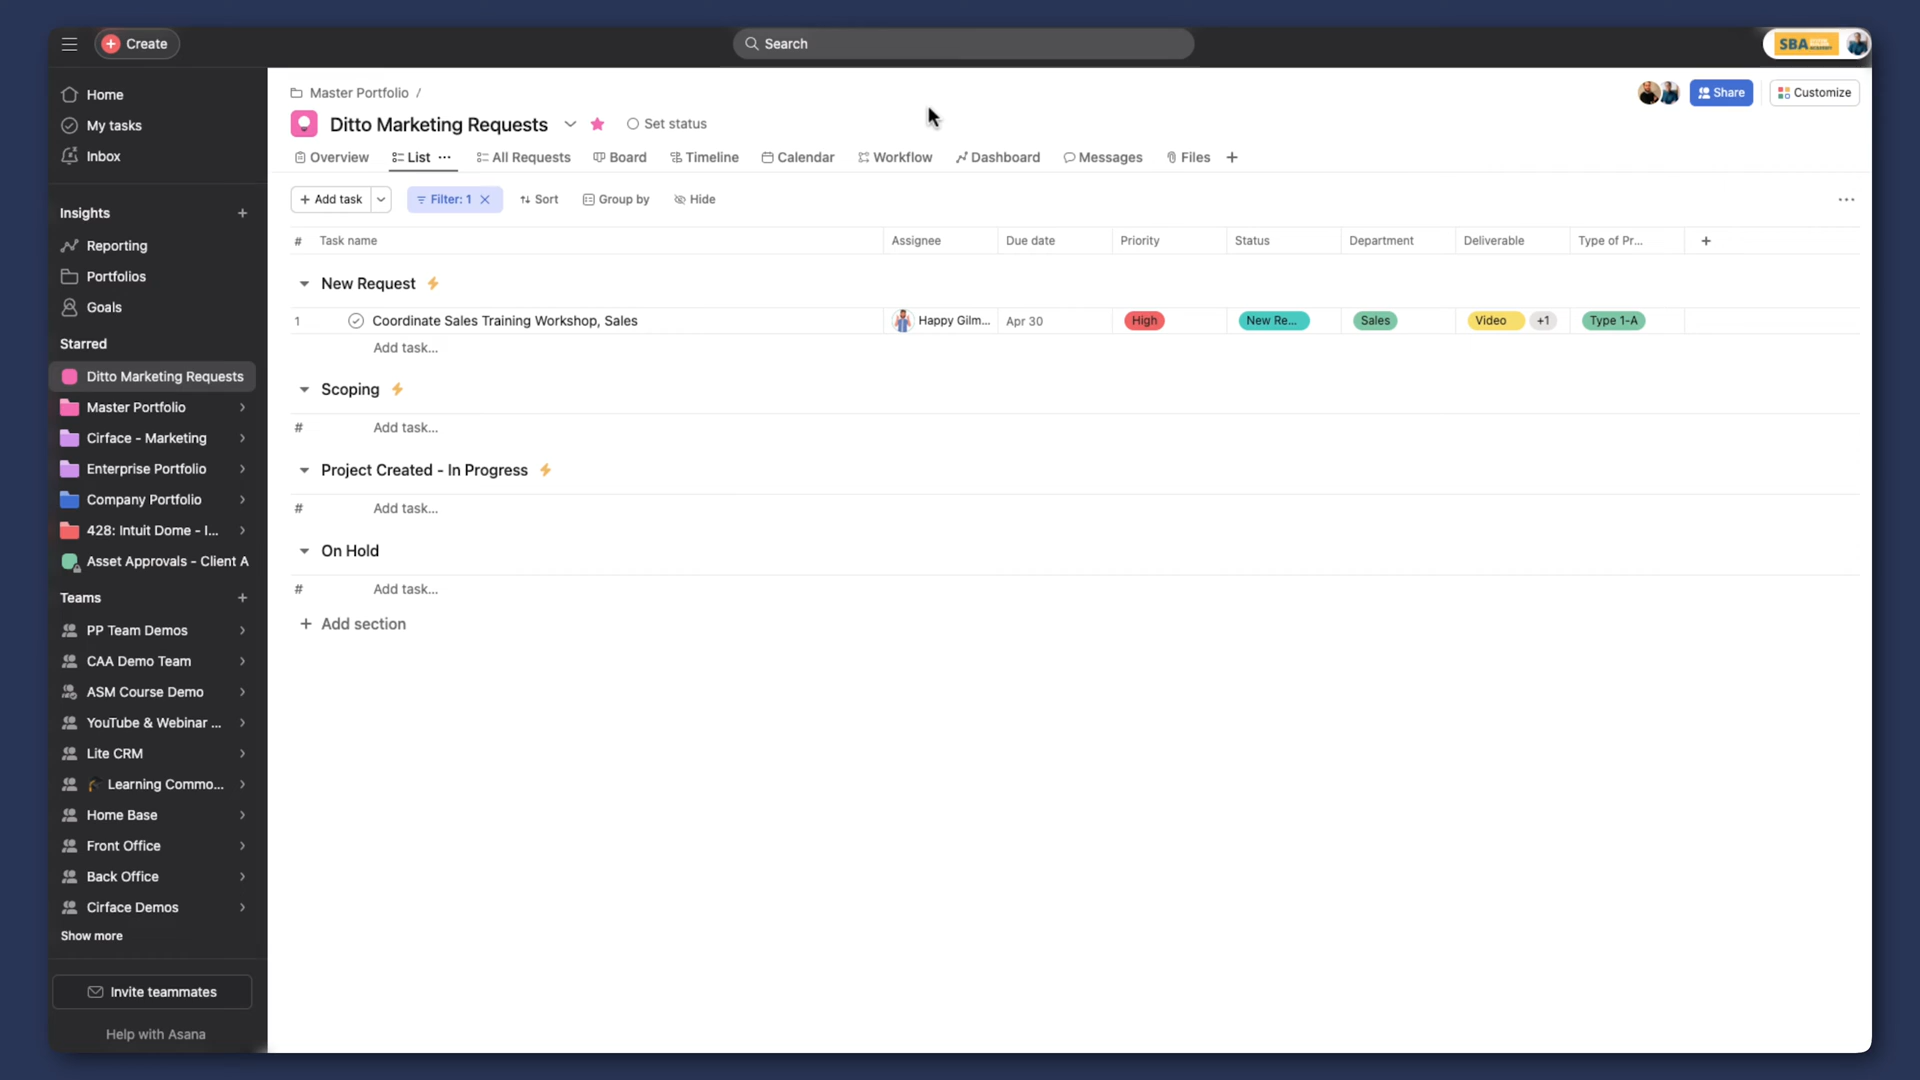 Create
Search
SBA
Home
My tasks
Inbox
Insights
Reporting
Portfolios
Goals
Starred
Ditto Marketing Requests
Master Portfolio
Cirface - Marketing
Enterprise Portfolio
Company Portfolio
428: Intuit Dome - I...
Asset Approvals - Client A
Teams
PP Team Demos
CAA Demo Team
ASM Course Demo
YouTube & Webinar ...
Lite CRM
Learning Commo...
Home Base
Front Office
Back Office
Cirface Demos
Show more
Invite teammates
Help with Asana
Master Portfolio /
Share
Customize
Ditto Marketing Requests
Set status
Overview
List
All Requests
Board
Timeline
Calendar
Workflow
Dashboard
Messages
Files
+ Add task
Filter: 1
Sort
Group by
Hide
# Task name Assignee Due date Priority Status Department Deliverable Type of Pr...
New Request
1 Coordinate Sales Training Workshop, Sales Happy Gilm... Apr 30 High New Re... Sales Video +1 Type 1-A
Add task...
Scoping
# Add task...
Project Created - In Progress
# Add task...
On Hold
# Add task...
+ Add section